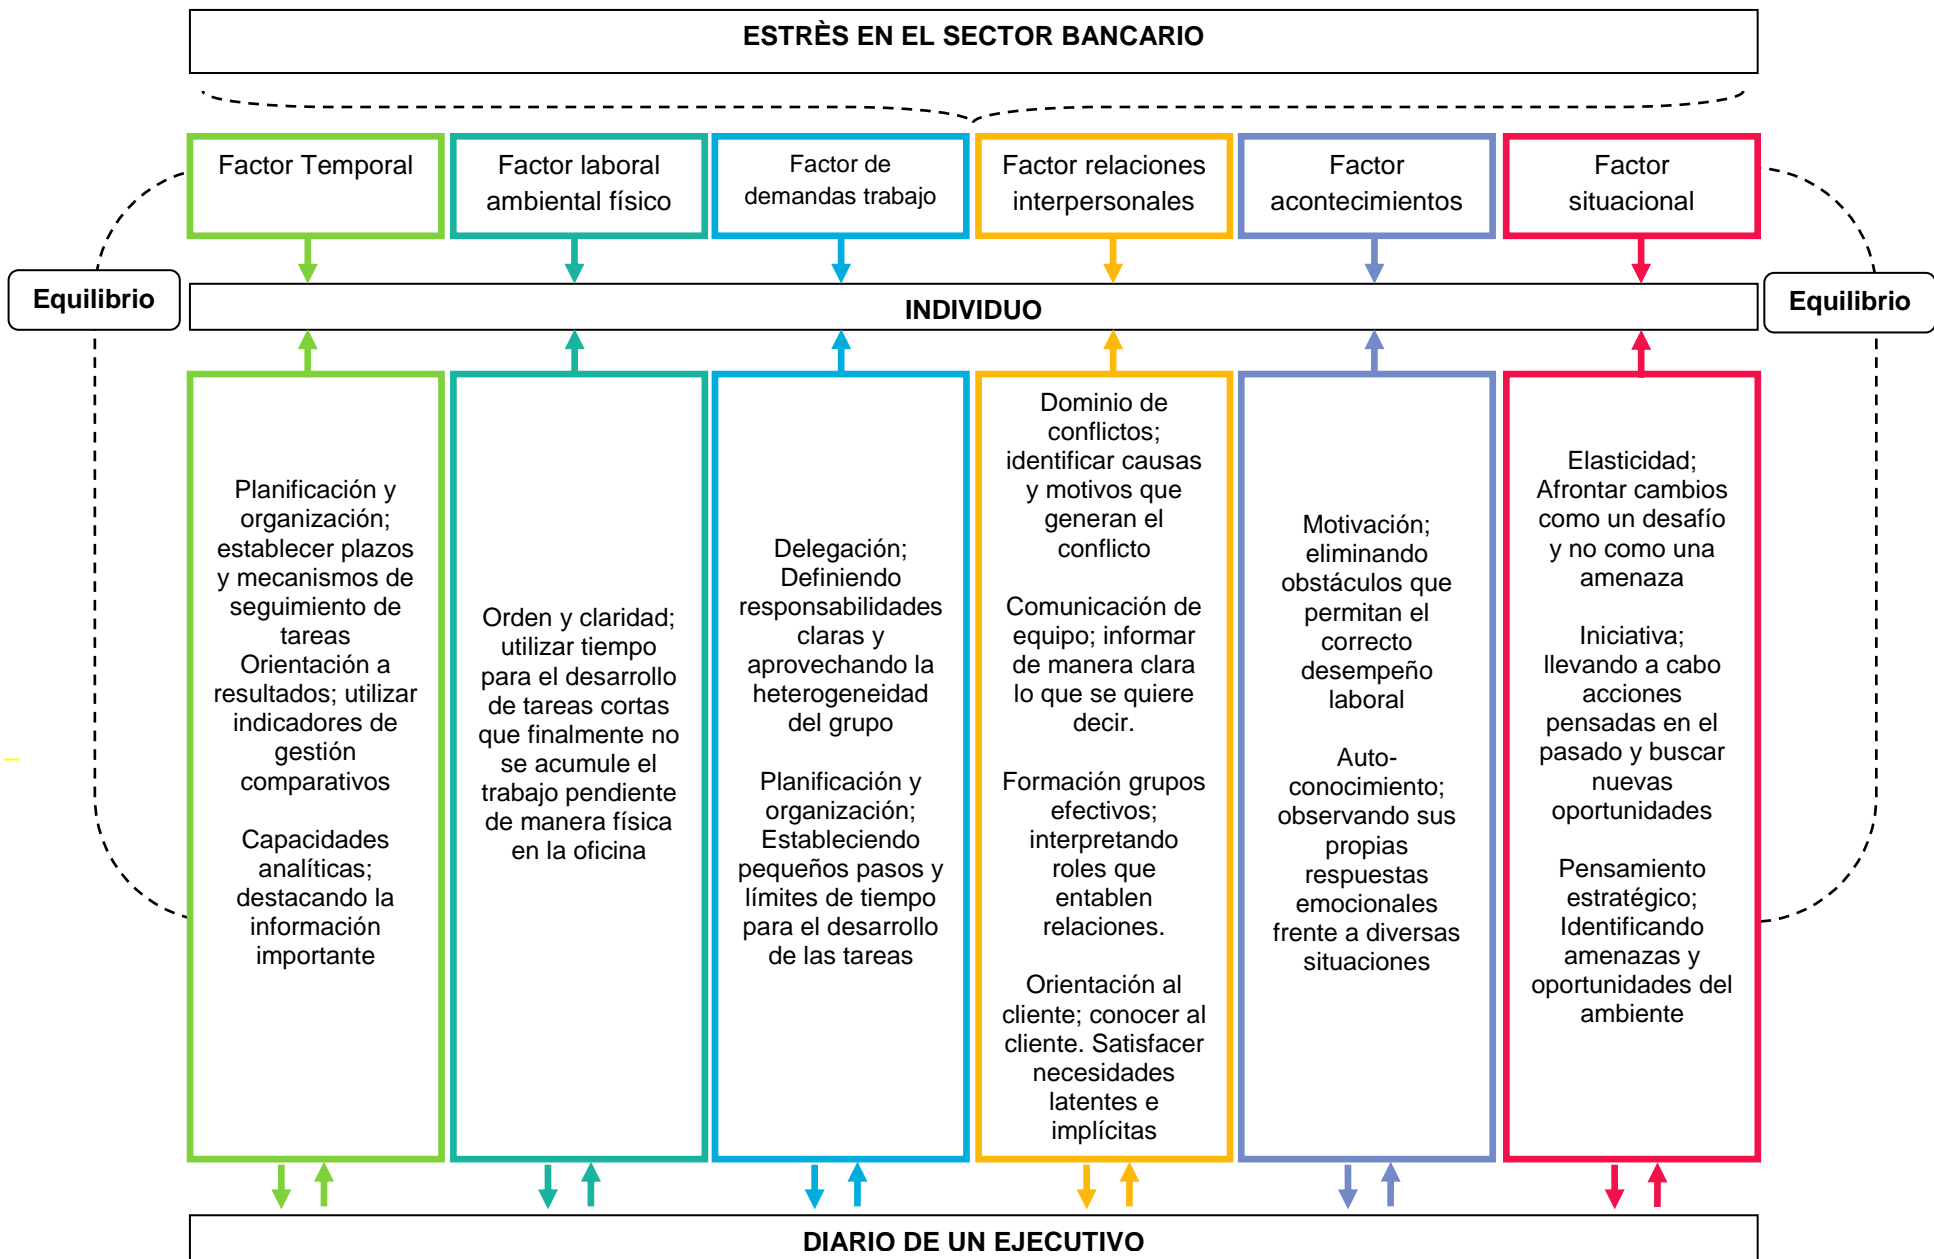 ESTRÈS EN EL SECTOR BANCARIO
Factor Temporal
Factor laboral
ambiental físico
Factor de
demandas trabajo
Factor relaciones
interpersonales
Factor
acontecimientos
Factor
situacional
Equilibrio
INDIVIDUO
Equilibrio
Planificación y
organización;
establecer plazos
y mecanismos de
seguimiento de
tareas
Orientación a
resultados; utilizar
indicadores de
gestión
comparativos
Capacidades
analíticas;
destacando la
información
importante
Orden y claridad;
utilizar tiempo
para el desarrollo
de tareas cortas
que finalmente no
se acumule el
trabajo pendiente
de manera física
en la oficina
Delegación;
Definiendo
responsabilidades
claras y
aprovechando la
heterogeneidad
del grupo
Planificación y
organización;
Estableciendo
pequeños pasos y
límites de tiempo
para el desarrollo
de las tareas
Dominio de
conflictos;
identificar causas
y motivos que
generan el
conflicto
Comunicación de
equipo; informar
de manera clara
lo que se quiere
decir.
Formación grupos
efectivos;
interpretando
roles que
entablen
relaciones.
Orientación al
cliente; conocer al
cliente. Satisfacer
necesidades
latentes e
implícitas
Motivación;
eliminando
obstáculos que
permitan el
correcto
desempeño
laboral
Auto-
conocimiento;
observando sus
propias
respuestas
emocionales
frente a diversas
situaciones
Elasticidad;
Afrontar cambios
como un desafío
y no como una
amenaza
Iniciativa;
llevando a cabo
acciones
pensadas en el
pasado y buscar
nuevas
oportunidades
Pensamiento
estratégico;
Identificando
amenazas y
oportunidades del
ambiente
DIARIO DE UN EJECUTIVO